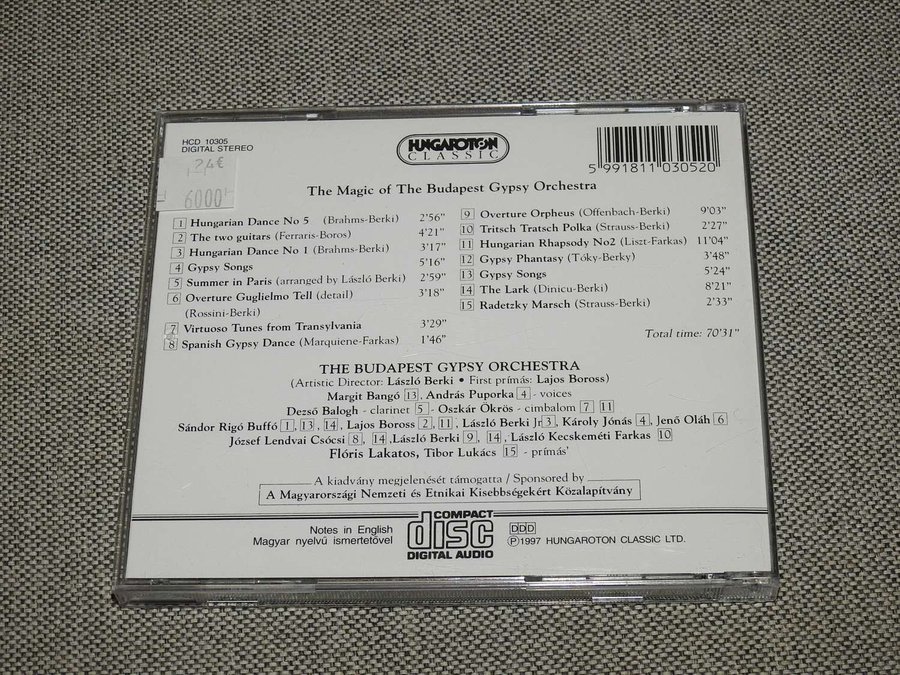 HCD 10305
DIGITAL STEREO
24€
6000
HUNGAROTON
CLASSIC
5 991811 030520
The Magic of The Budapest Gypsy Orchestra
1 Hungarian Dance No 5 (Brahms-Berki) 2'56"
2 The two guitars (Ferraris-Boros) 4'21"
3 Hungarian Dance No 1 (Brahms-Berki) 3'17"
4 Gypsy Songs 5'16"
5 Summer in Paris (arranged by László Berki) 2'59"
6 Overture Guglielmo Tell (detail) 3'18"
(Rossini-Berki)
7 Virtuoso Tunes from Transylvania 3'29"
8 Spanish Gypsy Dance (Marquiene-Farkas) 1'46"
9 Overture Orpheus (Offenbach-Berki) 9'03"
10 Tritsch Tratsch Polka (Strauss-Berki) 2'27"
11 Hungarian Rhapsody No2 (Liszt-Farkas) 11'04"
12 Gypsy Phantasy (Tóky-Berky) 3'48"
13 Gypsy Songs 5'24"
14 The Lark (Dinicu-Berki) 8'21"
15 Radetzky Marsch (Strauss-Berki) 2'33"
Total time: 70'31"
THE BUDAPEST GYPSY ORCHESTRA
(Artistic Director: László Berki • First prímás: Lajos Boross)
Margit Bangó 13, András Puporka 4 - voices
Dezső Balogh - clarinet 5 - Oszkár Ökrös - cimbalom 7 11
Sándor Rigó Buffó 1, 13, 14, Lajos Boross 2, 11, László Berki Jr 3, Károly Jónás 4, Jenő Oláh 6
József Lendvai Csócsi 8, 14, László Berki 9, 14, László Kecskeméti Farkas 10
Flóris Lakatos, Tibor Lukács 15 - prímás'
A kiadvány megjelenését támogatta / Sponsored by
A Magyarországi Nemzeti és Etnikai Kisebbségekért Közalapítvány
Notes in English
Magyar nyelvű ismertetővel
COMPACT
disc
DIGITAL AUDIO
DDD
Ⓟ1997 HUNGAROTON CLASSIC LTD.